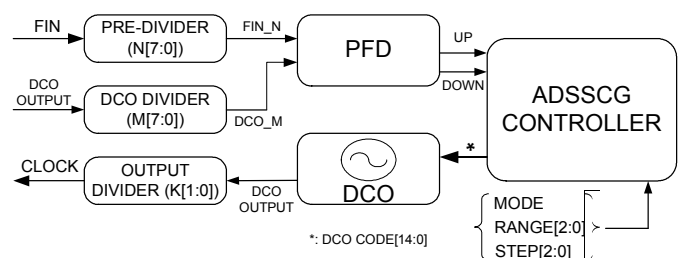 FIN
PRE-DIVIDER
(N[7:0])
FIN_N
PFD
UP
DOWN
ADSSCG
CONTROLLER
DCO
OUTPUT
DCO DIVIDER
(M[7:0])
DCO_M
CLOCK
OUTPUT
DIVIDER (K[1:0])
DCO
OUTPUT
DCO
*
*: DCO CODE[14:0]
MODE
RANGE[2:0]
STEP[2:0]